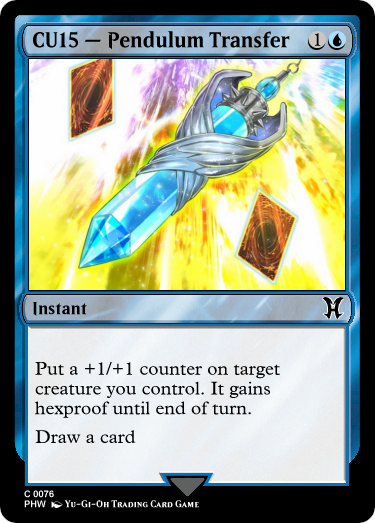 CU15 — Pendulum Transfer 1
Instant
Put a +1/+1 counter on target
creature you control. It gains
hexproof until end of turn.
Draw a card
C 0076
PHW Yu-Gi-Oh Trading Card Game